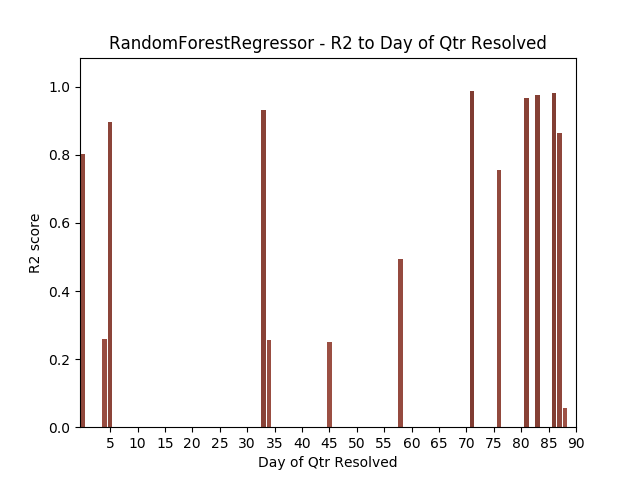 RandomForestRegressor - R2 to Day of Qtr Resolved
1.0
0.8
0.6
0.4
0.2
0.0
R2 score
5 10 15 20 25 30 35 40 45 50 55 60 65 70 75 80 85 90
Day of Qtr Resolved